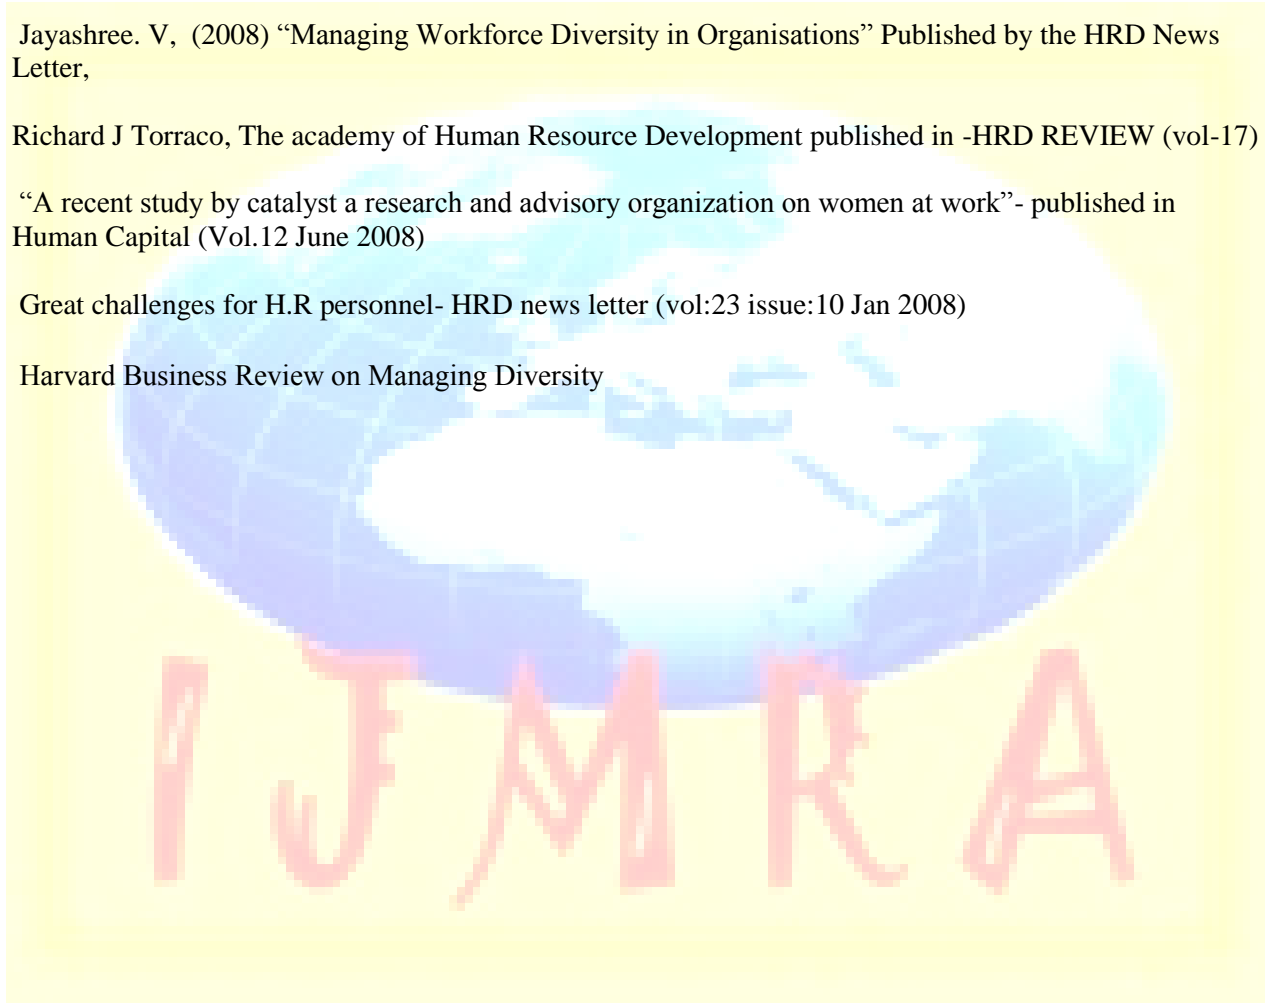 Jayashree. V, (2008) “Managing Workforce Diversity in Organisations” Published by the HRD News
Letter,
Richard J Torraco, The academy of Human Resource Development published in -HRD REVIEW (vol-17)
“A recent study by catalyst a research and advisory organization on women at work”- published in
Human Capital (Vol.12 June 2008)
Great challenges for H.R personnel- HRD news letter (vol:23 issue:10 Jan 2008)
Harvard Business Review on Managing Diversity
IJMRA